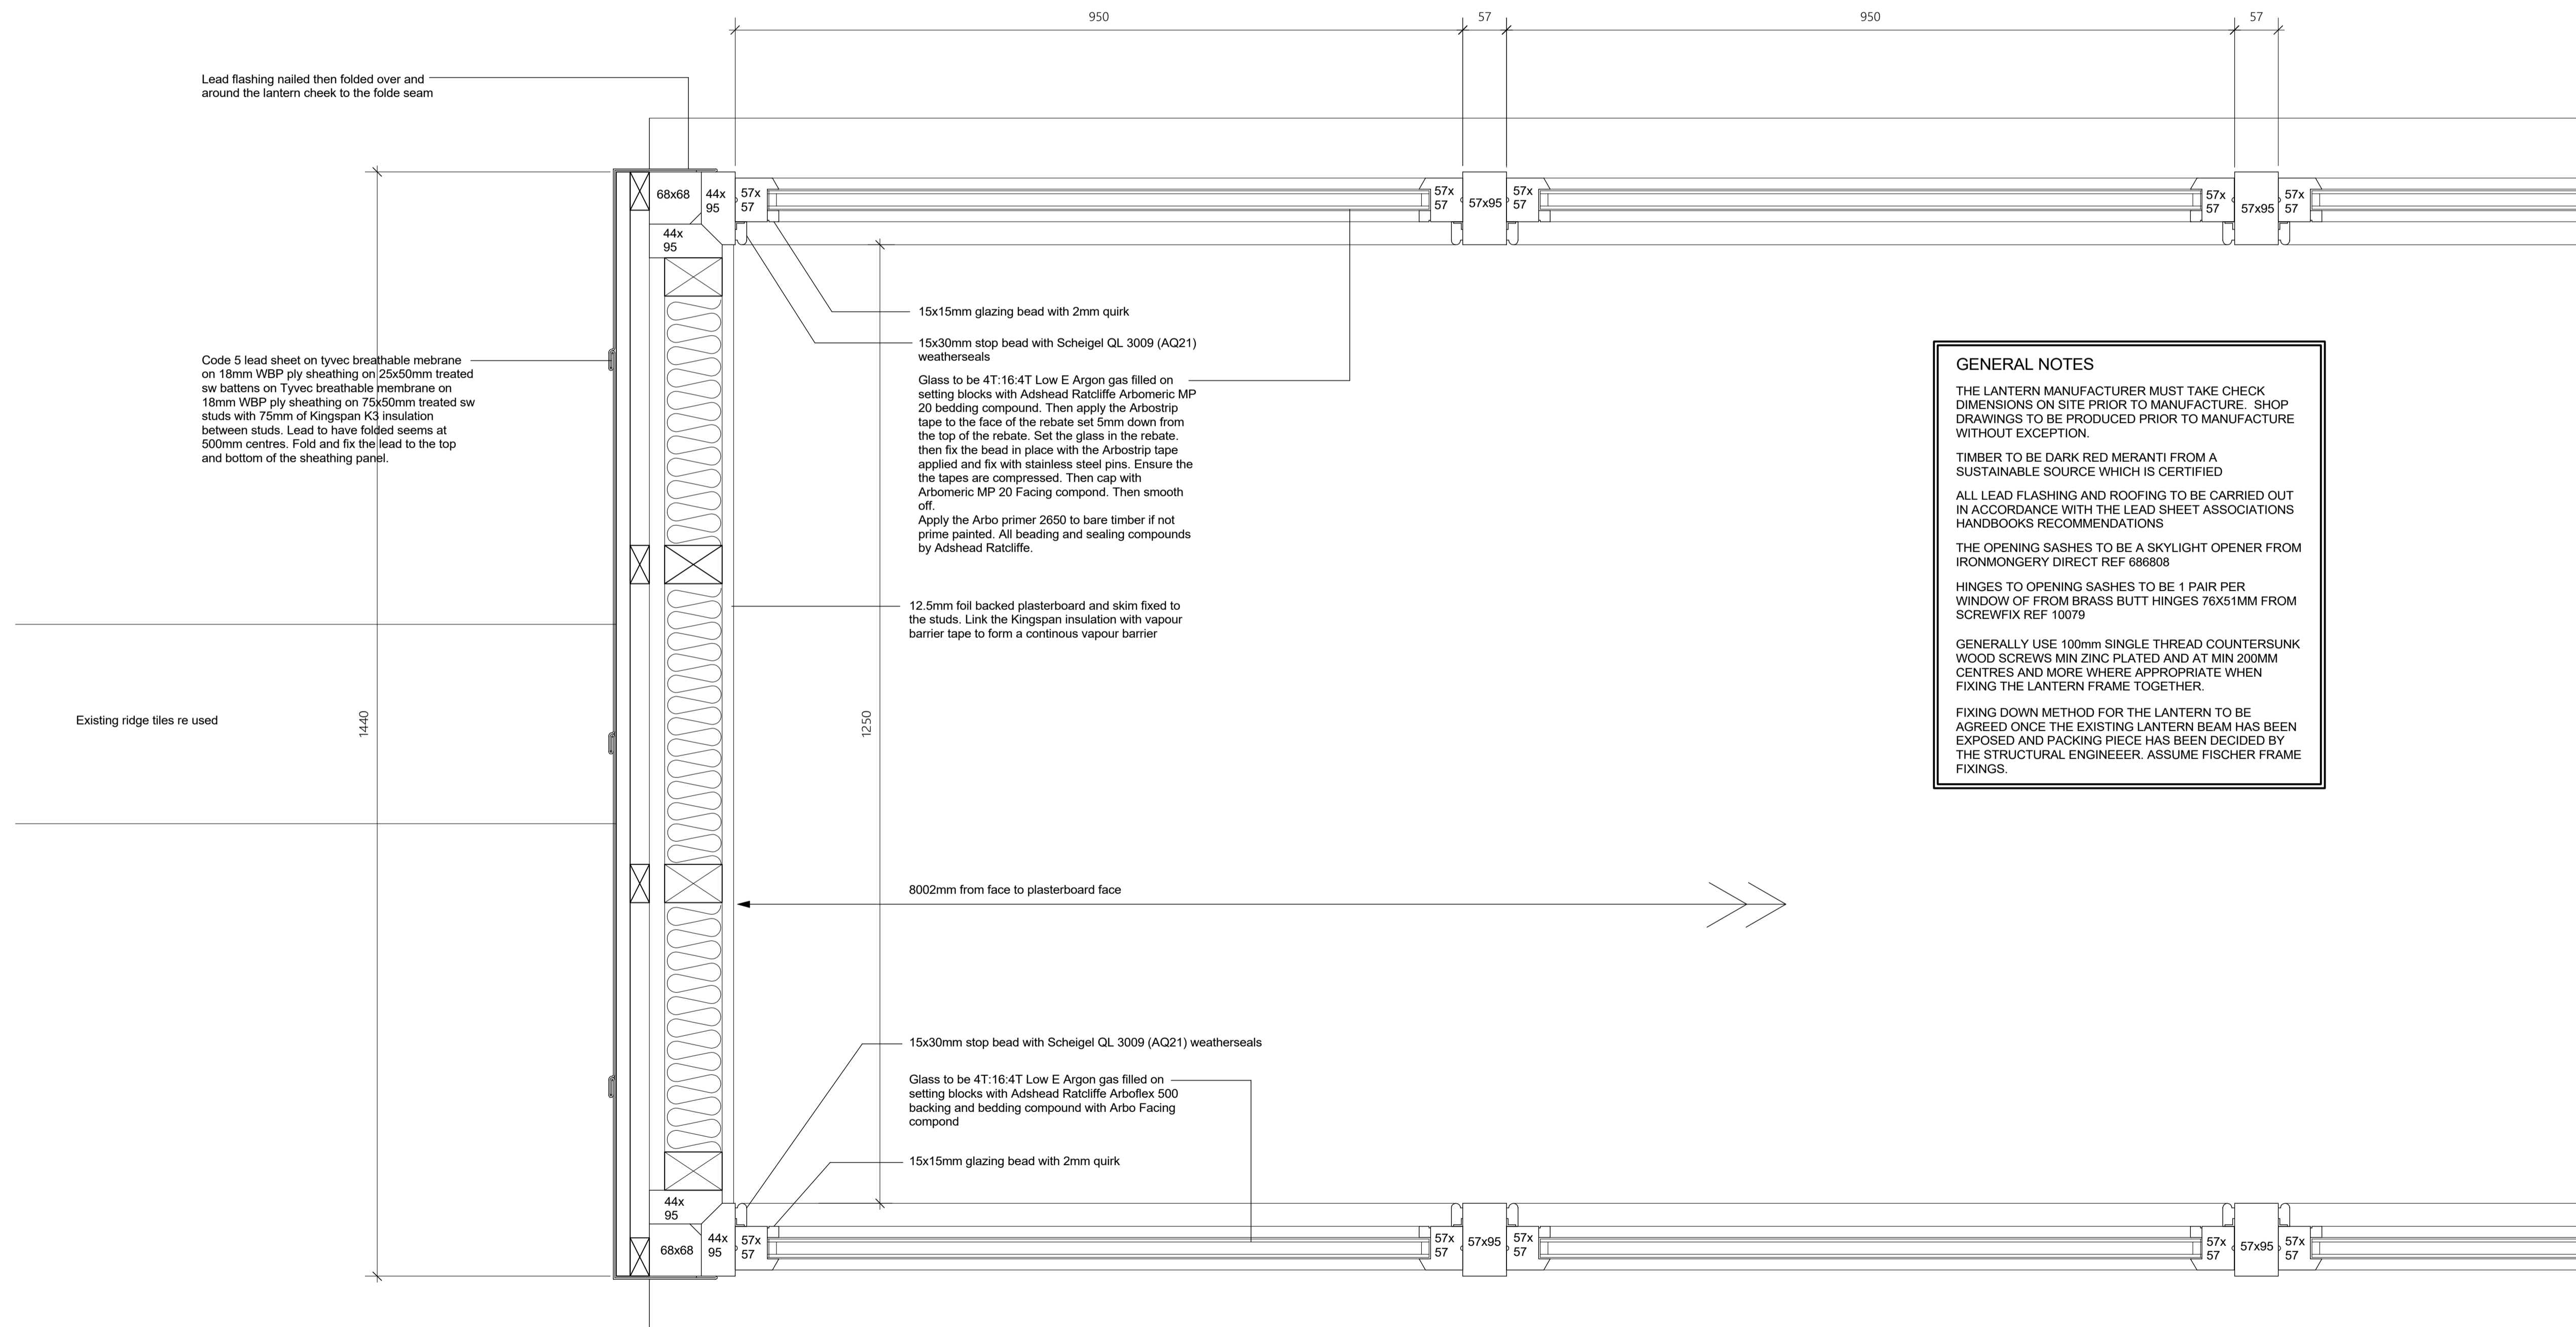 950
57
950
57
Lead flashing nailed then folded over and
around the lantern cheek to the folde seam
68x68
44x
95
57x
57
57x
57
57x95
57x
57
57x
57
57x95
57x
57
44x
95
15x15mm glazing bead with 2mm quirk
15x30mm stop bead with Scheigel QL 3009 (AQ21)
weatherseals
Code 5 lead sheet on tyvec breathable mebrane
on 18mm WBP ply sheathing on 25x50mm treated
sw battens on Tyvec breathable membrane on
18mm WBP ply sheathing on 75x50mm treated sw
studs with 75mm of Kingspan K3 insulation
between studs. Lead to have folded seems at
500mm centres. Fold and fix the lead to the top
and bottom of the sheathing panel.
Glass to be 4T:16:4T Low E Argon gas filled on
setting blocks with Adshead Ratcliffe Arbomeric MP
20 bedding compound. Then apply the Arbostrip
tape to the face of the rebate set 5mm down from
the top of the rebate. Set the glass in the rebate.
then fix the bead in place with the Arbostrip tape
applied and fix with stainless steel pins. Ensure the
the tapes are compressed. Then cap with
Arbomeric MP 20 Facing compond. Then smooth
off.
Apply the Arbo primer 2650 to bare timber if not
prime painted. All beading and sealing compounds
by Adshead Ratcliffe.
GENERAL NOTES
THE LANTERN MANUFACTURER MUST TAKE CHECK
DIMENSIONS ON SITE PRIOR TO MANUFACTURE. SHOP
DRAWINGS TO BE PRODUCED PRIOR TO MANUFACTURE
WITHOUT EXCEPTION.
TIMBER TO BE DARK RED MERANTI FROM A
SUSTAINABLE SOURCE WHICH IS CERTIFIED
ALL LEAD FLASHING AND ROOFING TO BE CARRIED OUT
IN ACCORDANCE WITH THE LEAD SHEET ASSOCIATIONS
HANDBOOKS RECOMMENDATIONS
THE OPENING SASHES TO BE A SKYLIGHT OPENER FROM
IRONMONGERY DIRECT REF 686808
HINGES TO OPENING SASHES TO BE 1 PAIR PER
WINDOW OF FROM BRASS BUTT HINGES 76X51MM FROM
SCREWFIX REF 10079
GENERALLY USE 100mm SINGLE THREAD COUNTERSUNK
WOOD SCREWS MIN ZINC PLATED AND AT MIN 200MM
CENTRES AND MORE WHERE APPROPRIATE WHEN
FIXING THE LANTERN FRAME TOGETHER.
FIXING DOWN METHOD FOR THE LANTERN TO BE
AGREED ONCE THE EXISTING LANTERN BEAM HAS BEEN
EXPOSED AND PACKING PIECE HAS BEEN DECIDED BY
THE STRUCTURAL ENGINEEER. ASSUME FISCHER FRAME
FIXINGS.
12.5mm foil backed plasterboard and skim fixed to
the studs. Link the Kingspan insulation with vapour
barrier tape to form a continous vapour barrier
Existing ridge tiles re used
1440
1250
8002mm from face to plasterboard face
15x30mm stop bead with Scheigel QL 3009 (AQ21) weatherseals
Glass to be 4T:16:4T Low E Argon gas filled on
setting blocks with Adshead Ratcliffe Arboflex 500
backing and bedding compound with Arbo Facing
compond
15x15mm glazing bead with 2mm quirk
44x
95
68x68
44x
95
57x
57
57x
57
57x95
57x
57
57x
57
57x95
57x
57